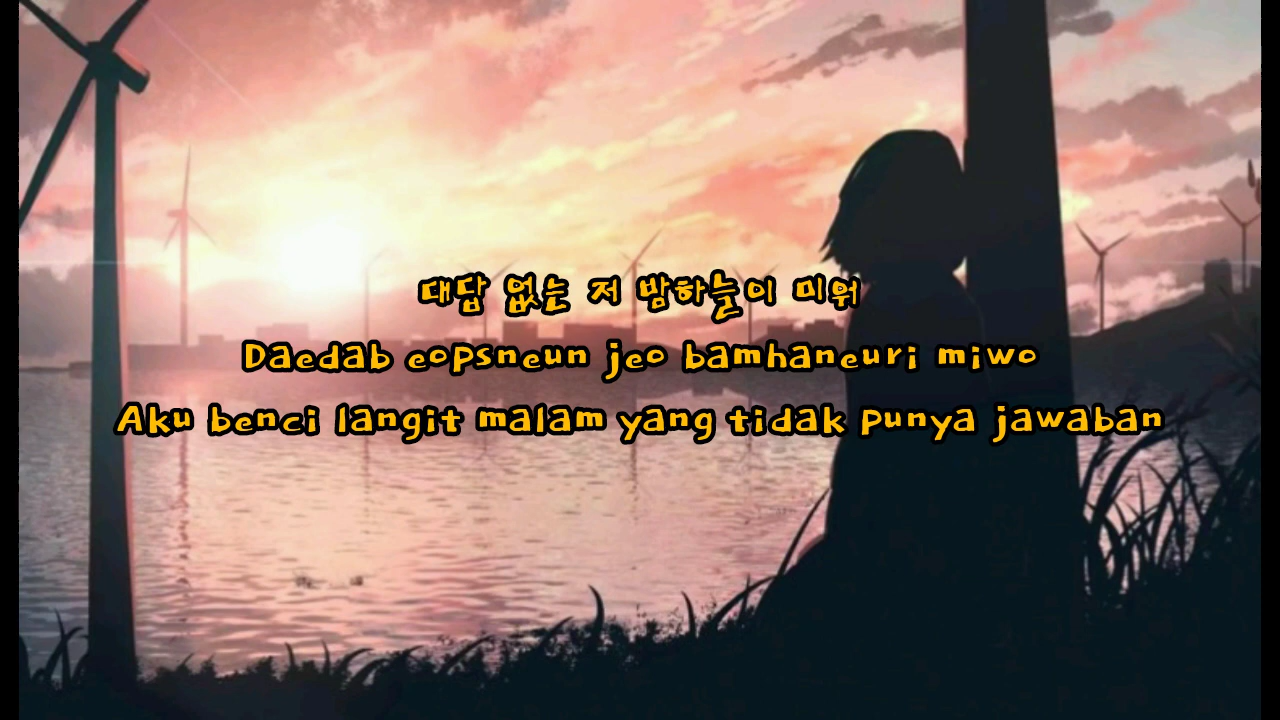 대답 없는 저 밤하늘이 미워
Daedab eopsneun jeo bamhaneuri miwo
Aku benci langit malam yang tidak punya jawaban